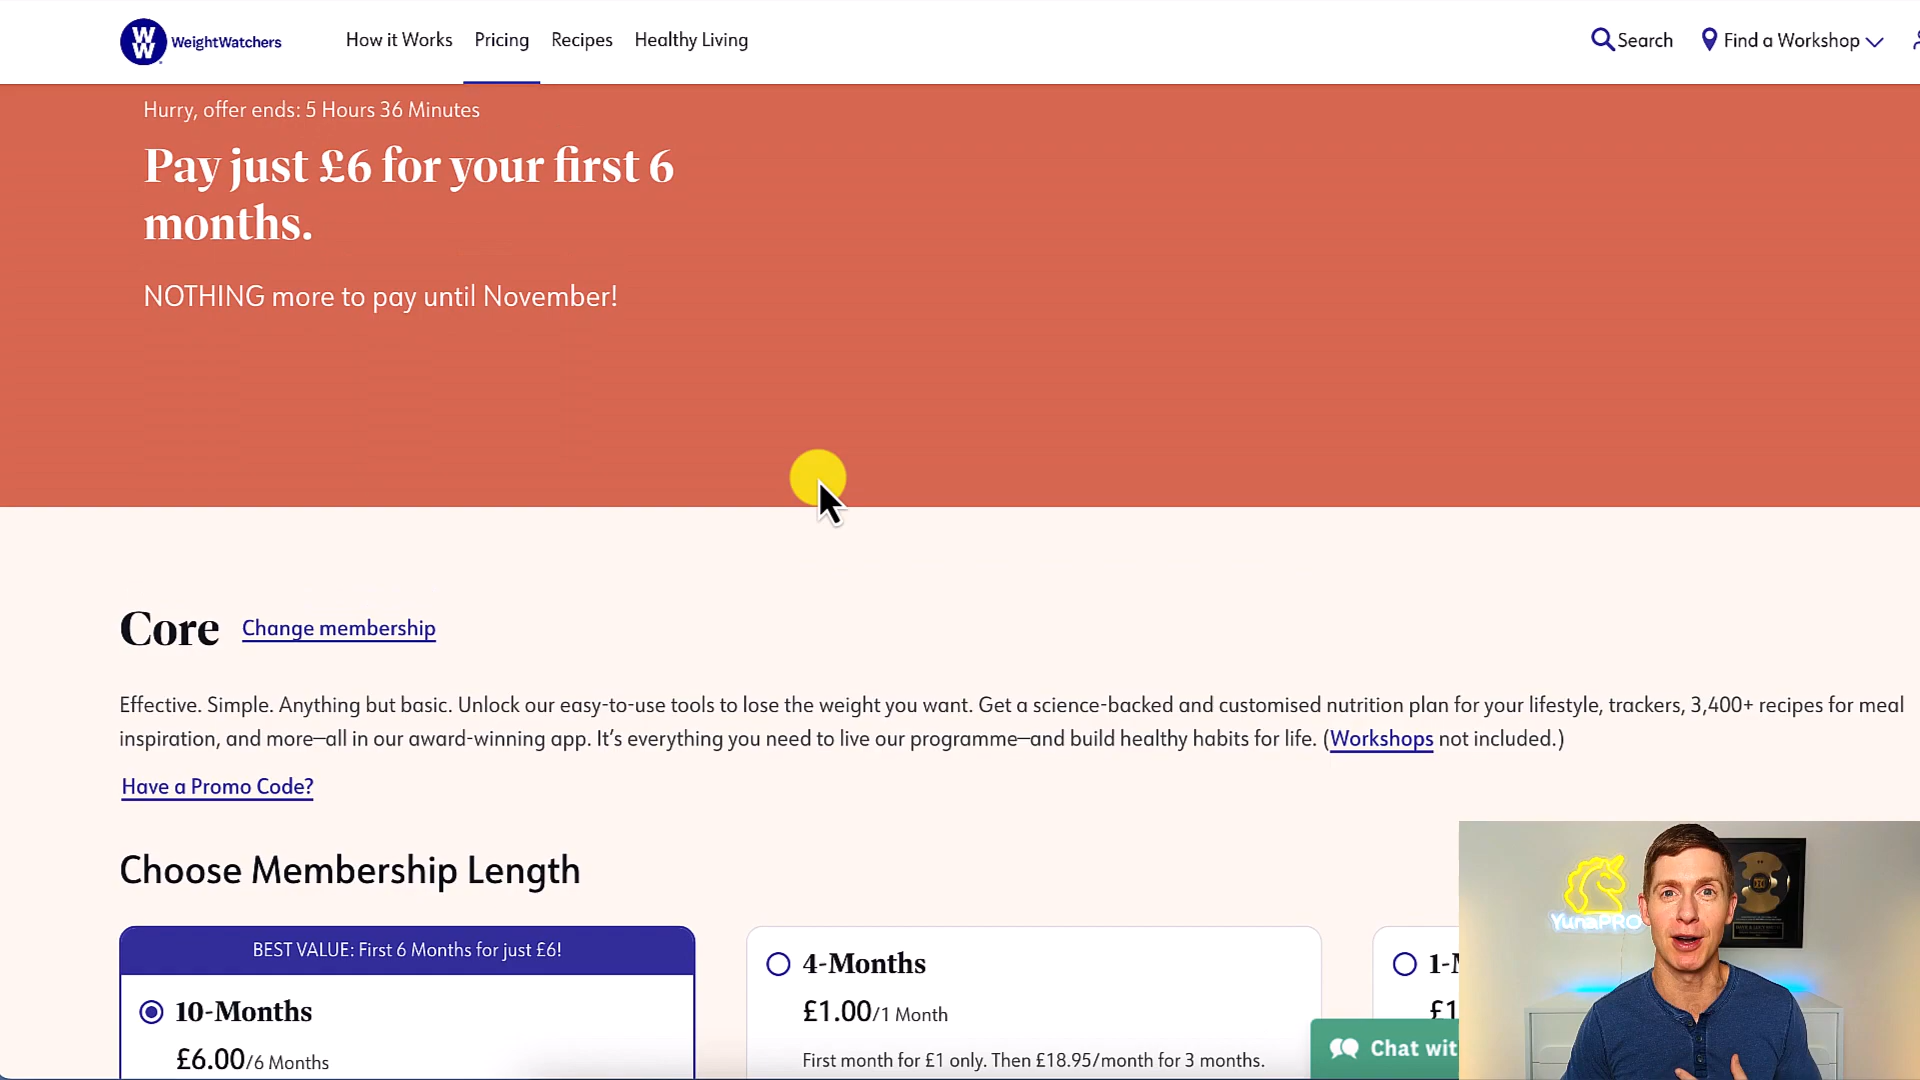 WW WeightWatchers How it Works Pricing Recipes Healthy Living Search Find a Workshop
Hurry, offer ends: 5 Hours 36 Minutes
Pay just £6 for your first 6
months.
NOTHING more to pay until November!
Core Change membership
Effective. Simple. Anything but basic. Unlock our easy-to-use tools to lose the weight you want. Get a science-backed and customised nutrition plan for your lifestyle, trackers, 3,400+ recipes for meal
inspiration, and more—all in our award-winning app. It’s everything you need to live our programme—and build healthy habits for life. (Workshops not included.)
Have a Promo Code?
Choose Membership Length
BEST VALUE: First 6 Months for just £6!
10-Months
£6.00/6 Months
4-Months
£1.00/1 Month
First month for £1 only. Then £18.95/month for 3 months.
1-
£1
Chat wit
YunaPRO